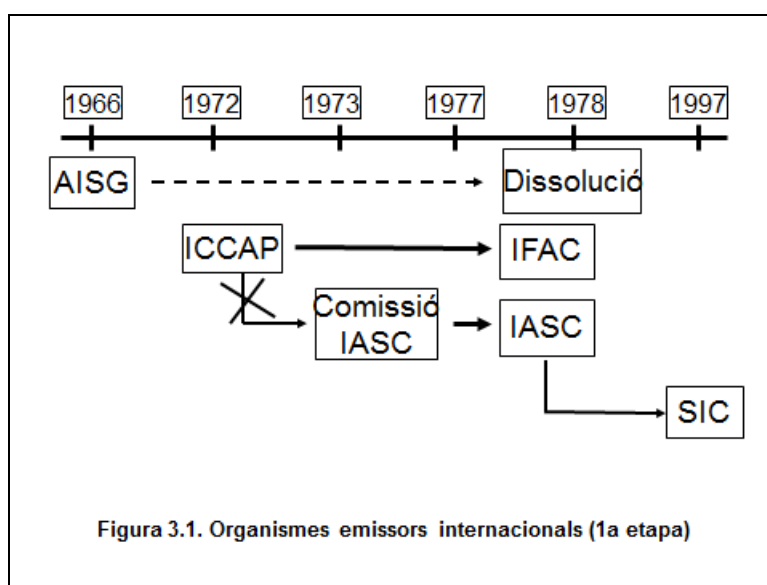 1966 1972 1973 1977 1978 1997
AISG Dissolució
ICCAP IFAC
Comissió
IASC IASC
SIC
Figura 3.1. Organismes emissors internacionals (1a etapa)